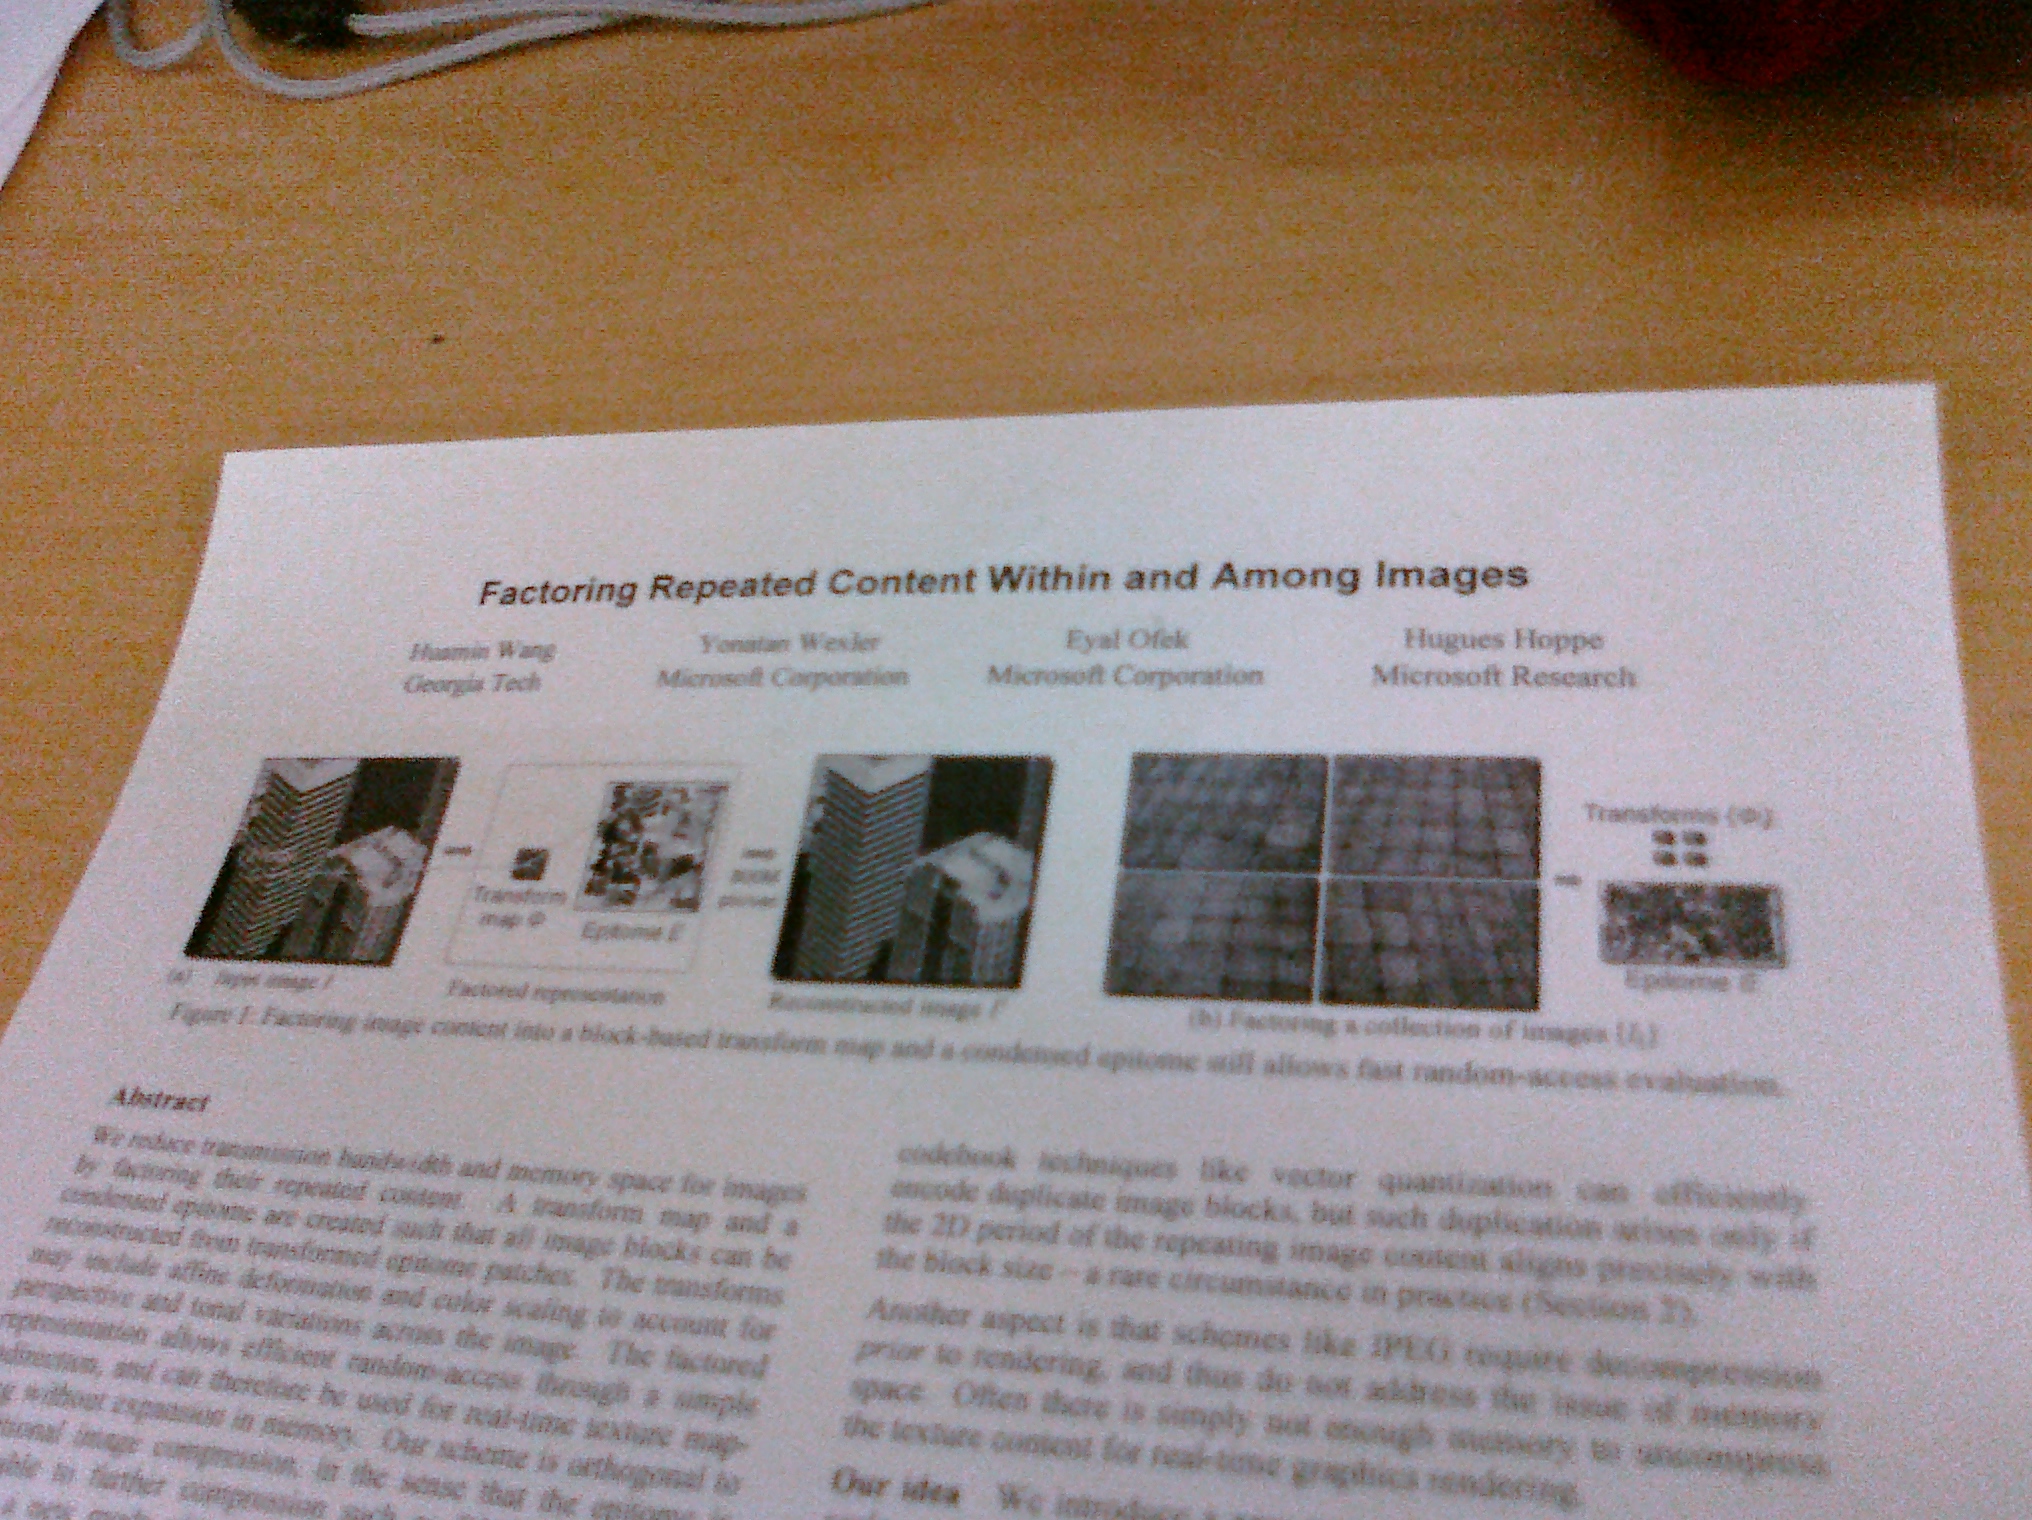 Factoring Repeated Content Within and Among Images
Huamin Wang
Georgia Tech
Yonatan Wexler
Microsoft Corporation
Eyal Ofek
Microsoft Corporation
Hugues Hoppe
Microsoft Research
Transform
map Φ
Epitome E
Transforms {Φ}
Epitome E
(a) Input image I
Factored representation
Reconstructed image I'
(b) Factoring a collection of images {I}
Figure 1: Factoring image content into a block-based transform map and a condensed epitome still allows fast random-access evaluation.
Abstract
We reduce transmission bandwidth and memory space for images
by factoring their repeated content. A transform map and a
condensed epitome are created such that all image blocks can be
reconstructed from transformed epitome patches. The transforms
may include affine deformation and color scaling to account for
perspective and tonal variations across the image. The factored
representation allows efficient random-access through a simple
direction, and can therefore be used for real-time texture map-
without expansion in memory. Our scheme is orthogonal to
tional image compression, in the sense that the epitome is
able to further compression such
codebook techniques like vector quantization can efficiently
encode duplicate image blocks, but such duplication arises only if
the 2D period of the repeating image content aligns precisely with
the block size – a rare circumstance in practice (Section 2).
Another aspect is that schemes like JPEG require decompression
prior to rendering, and thus do not address the issue of memory
space. Often there is simply not enough memory to uncompress
the texture content for real-time graphics rendering.
Our idea We introduce a